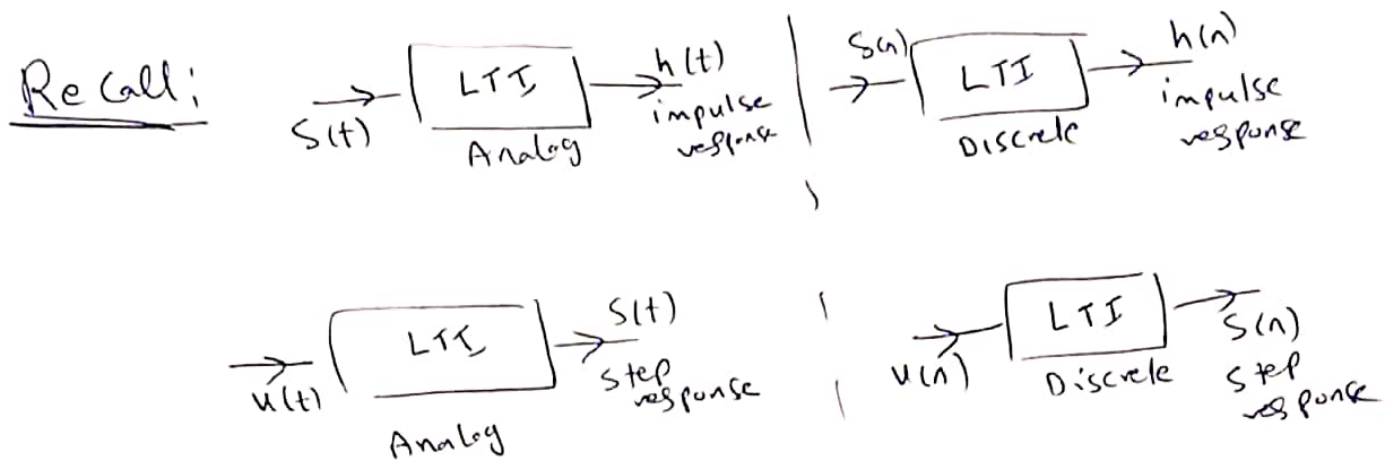 Recall:
δ(t)
LTI
Analog
h(t)
impulse
response
δ(n)
LTI
Discrete
h(n)
impulse
response
u(t)
LTI
Analog
S(t)
step
response
u(n)
LTI
Discrete
S(n)
step
response